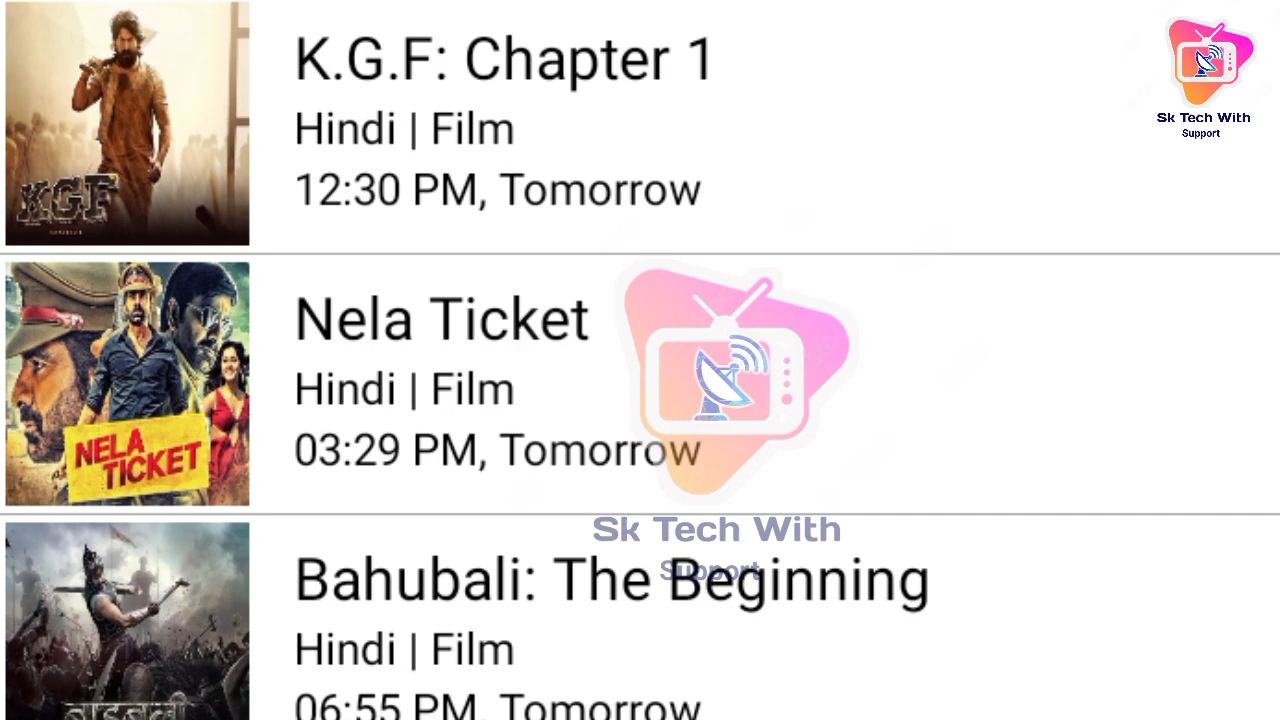 K.G.F: Chapter 1
Hindi | Film
12:30 PM, Tomorrow
KGF
Sk Tech With
Support
Nela Ticket
Hindi | Film
03:29 PM, Tomorrow
NELA
TICKET
Sk Tech With
Support
Bahubali: The Beginning
Hindi | Film
06:55 PM, Tomorrow